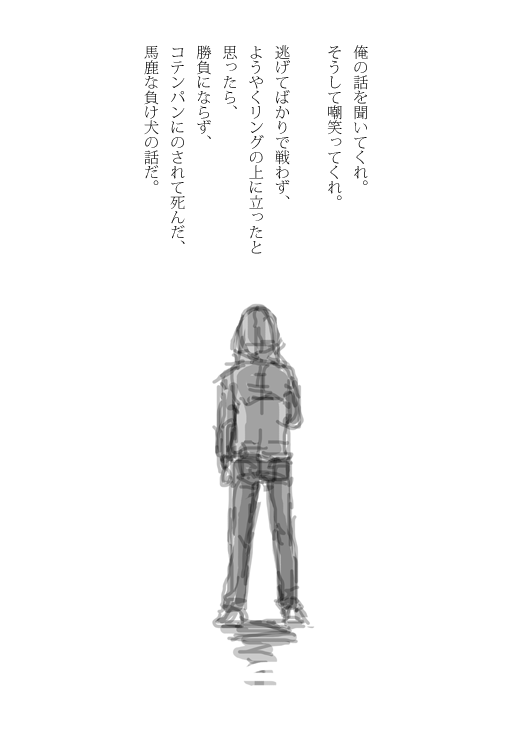 俺の話を聞いてくれ。
そうして嘲笑ってくれ。
逃げてばかりで戦わず、
ようやくリングの上に立ったと
思ったら、
勝負にならず、
コテンパンにのされて死んだ、
馬鹿な負け犬の話だ。